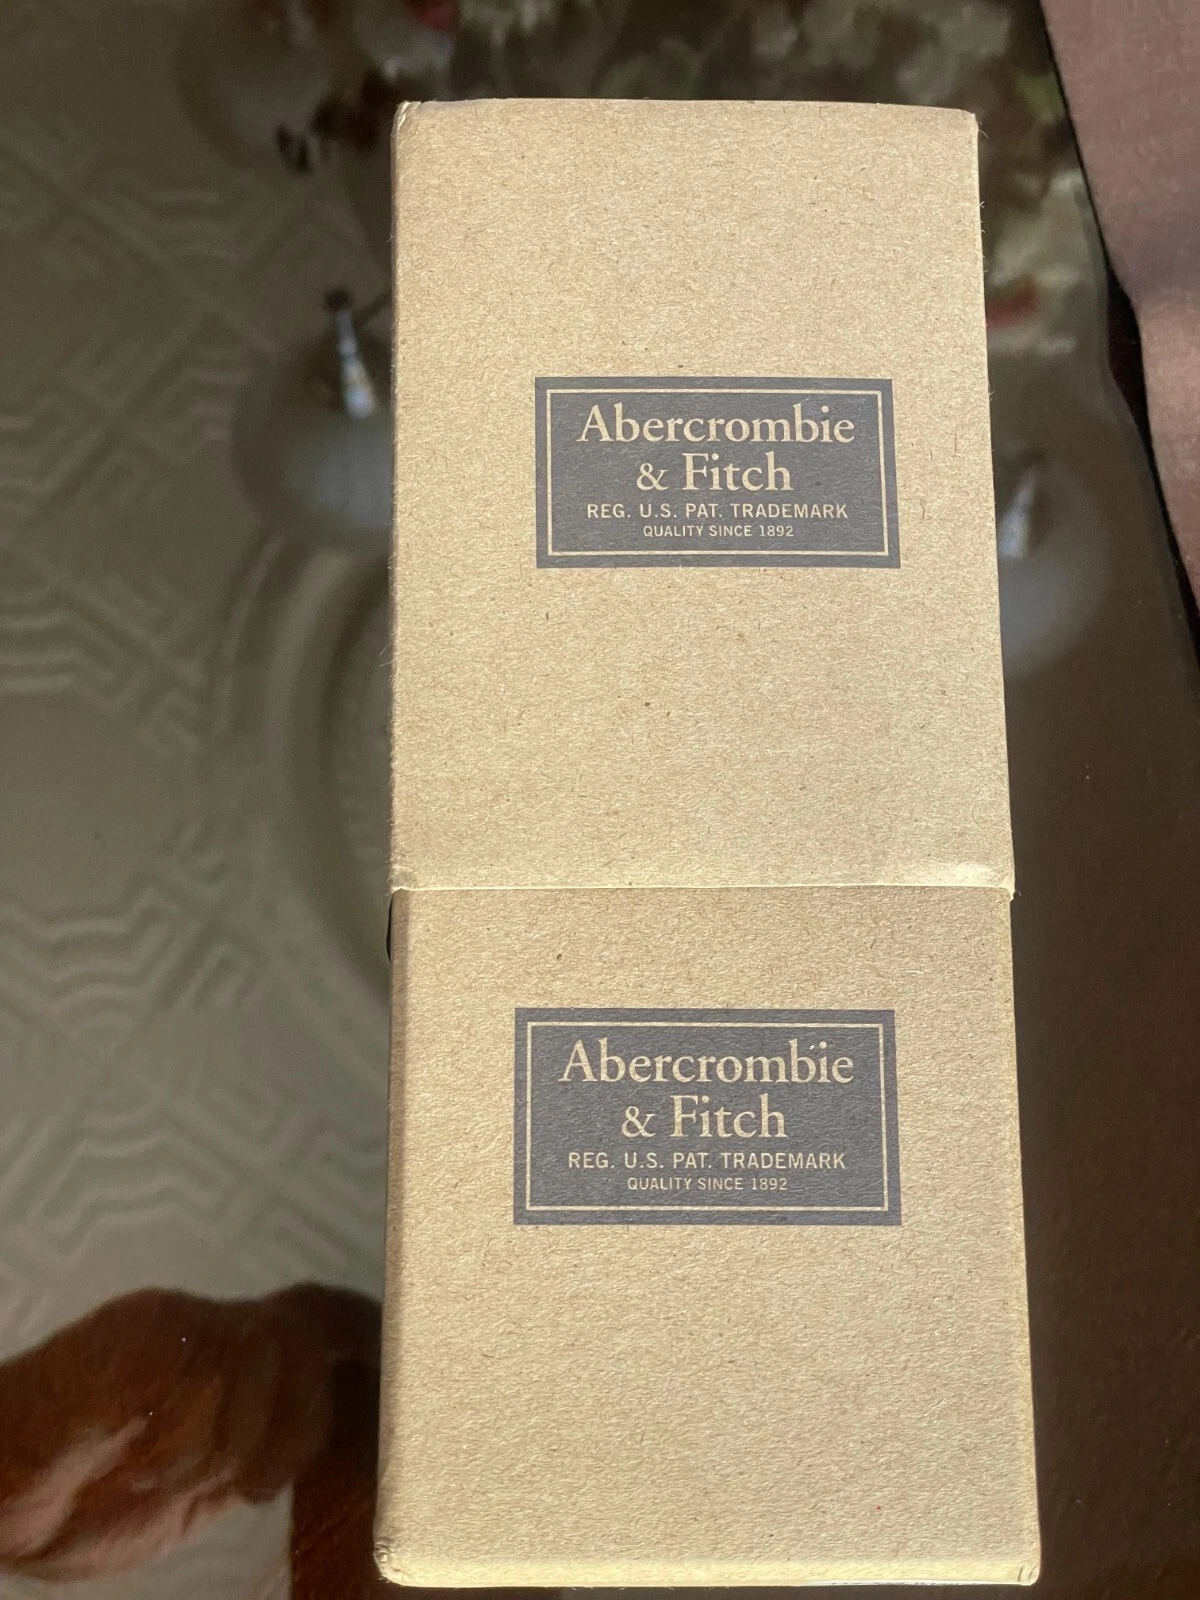 Abercrombie
& Fitch
REG. U.S. PAT. TRADEMARK
QUALITY SINCE 1892
Abercrombie
& Fitch
REG. U.S. PAT. TRADEMARK
QUALITY SINCE 1892